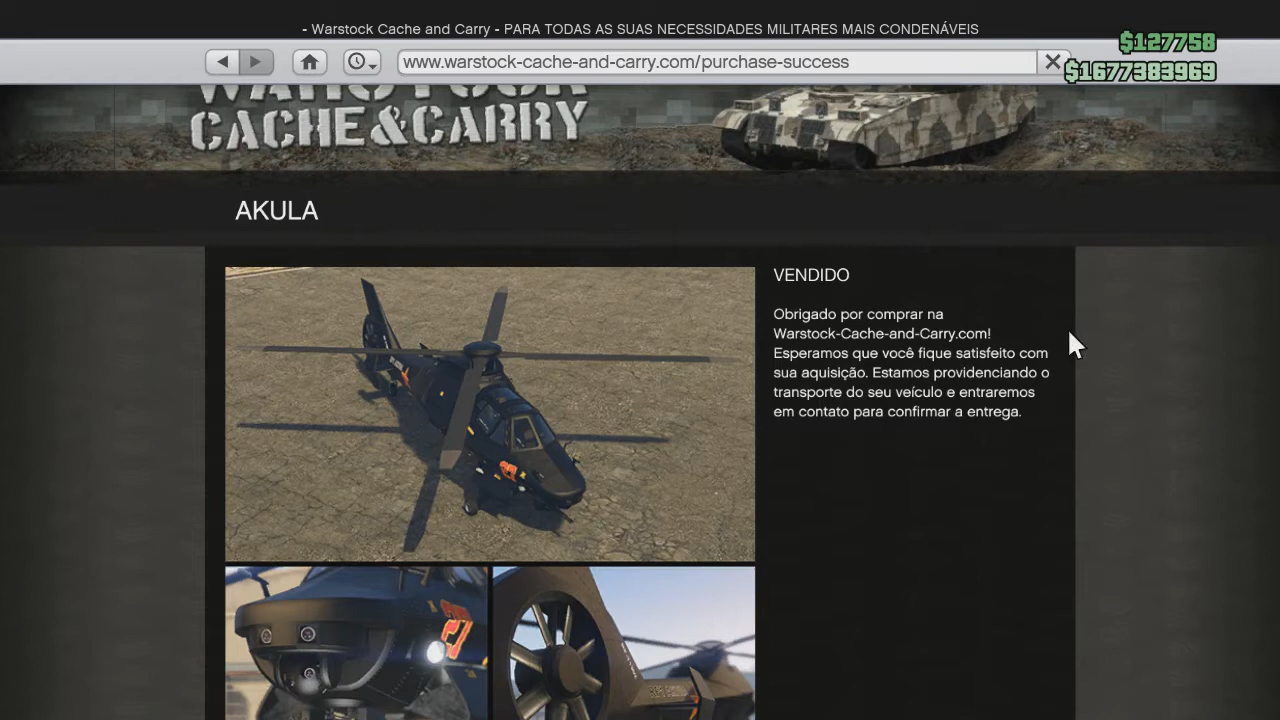 - Warstock Cache and Carry - PARA TODAS AS SUAS NECESSIDADES MILITARES MAIS CONDENÁVEIS
$127758
www.warstock-cache-and-carry.com/purchase-success
$1677383969
CACHE&CARRY
AKULA
VENDIDO
Obrigado por comprar na
Warstock-Cache-and-Carry.com!
Esperamos que você fique satisfeito com
sua aquisição. Estamos providenciando o
transporte do seu veículo e entraremos
em contato para confirmar a entrega.